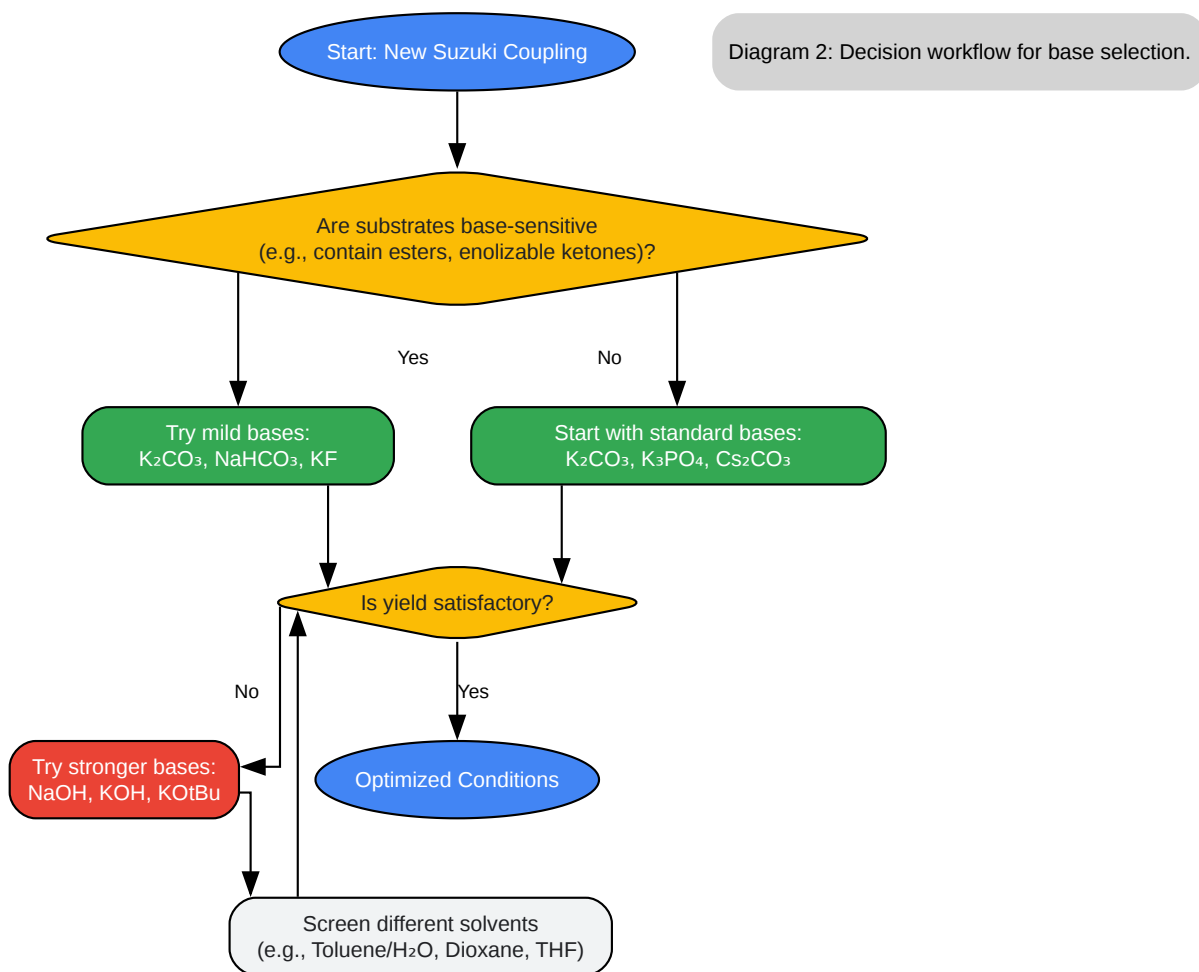 Start: New Suzuki Coupling
Diagram 2: Decision workflow for base selection.
Are substrates base-sensitive
(e.g., contain esters, enolizable ketones)?
Yes
No
Try mild bases:
K₂CO₃, NaHCO₃, KF
Start with standard bases:
K₂CO₃, K₃PO₄, Cs₂CO₃
Is yield satisfactory?
No
Yes
Try stronger bases:
NaOH, KOH, KOtBu
Optimized Conditions
Screen different solvents
(e.g., Toluene/H₂O, Dioxane, THF)